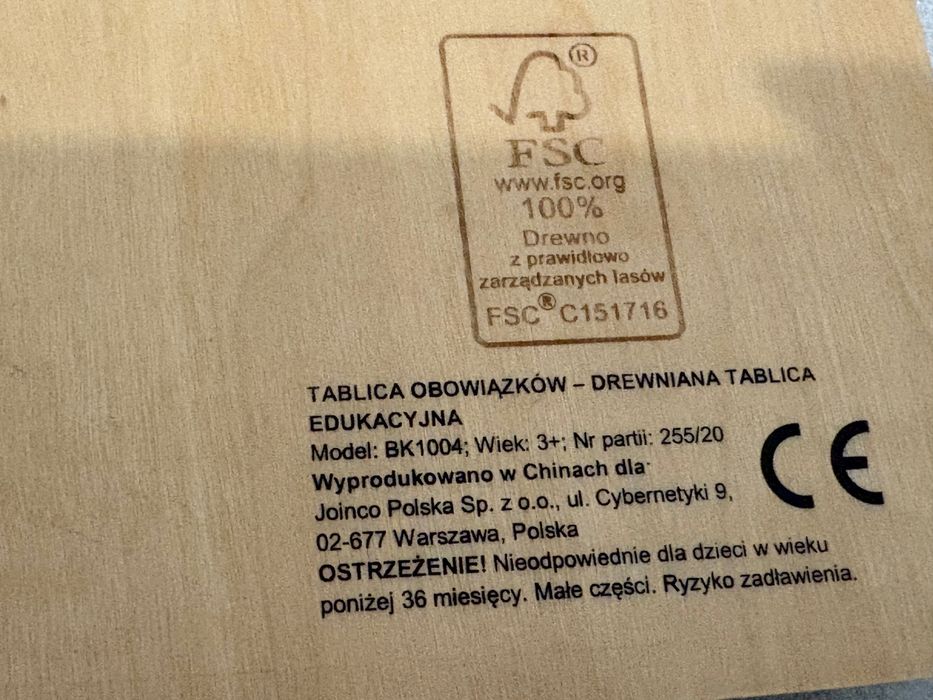 ®
FSC
www.fsc.org
100%
Drewno
z prawidłowo
zarządzanych lasów
FSC® C151716
TABLICA OBOWIĄZKÓW – DREWNIANA TABLICA
EDUKACYJNA
Model: BK1004; Wiek: 3+; Nr partii: 255/20
Wyprodukowano w Chinach dla
Joinco Polska Sp. z o.o., ul. Cybernetyki 9,
02-677 Warszawa, Polska
OSTRZEŻENIE! Nieodpowiednie dla dzieci w wieku
poniżej 36 miesięcy. Małe części. Ryzyko zadławienia.
CE